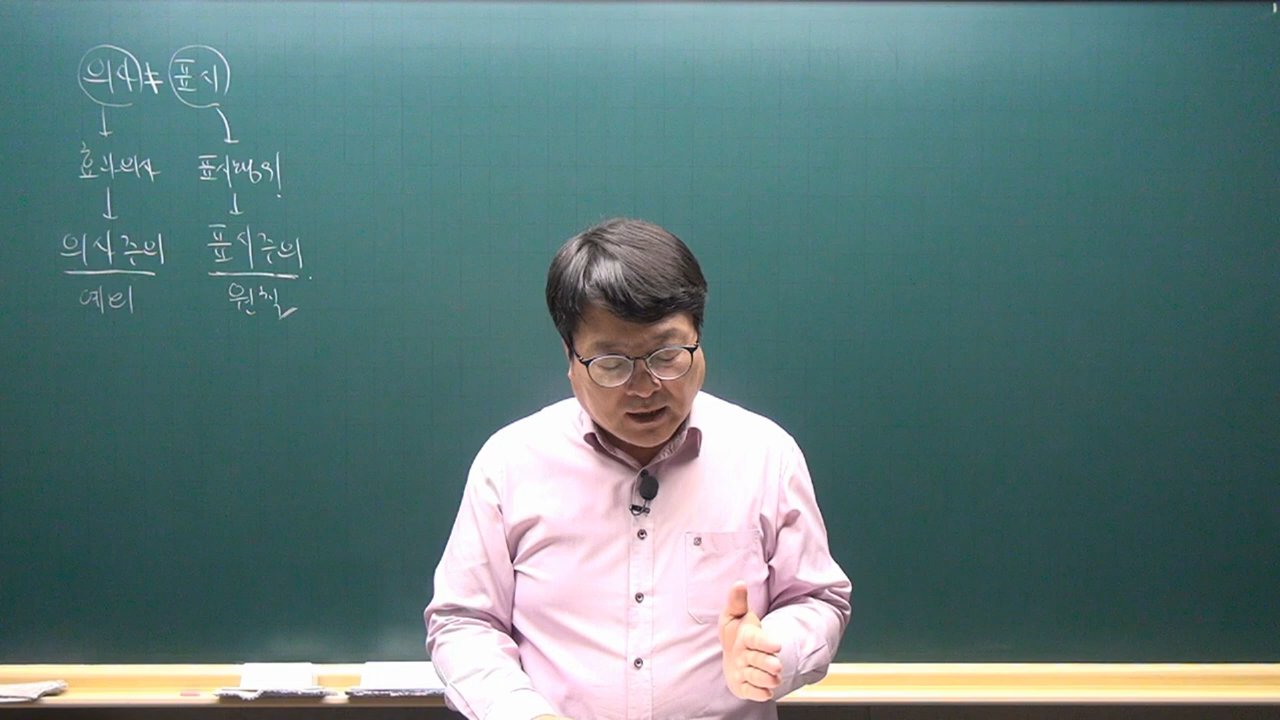 의사 ≠ 표시
효과의사 표시행위
의사주의 표시주의
예외 원칙